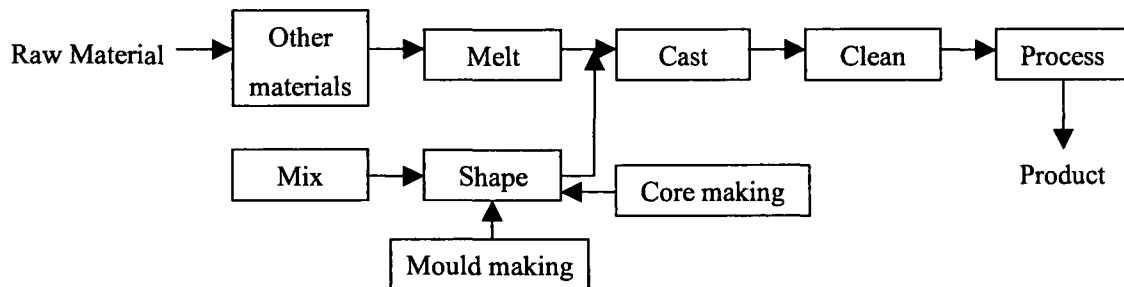 Raw Material
Other
materials
Melt
Cast
Clean
Process
Mix
Shape
Core making
Product
Mould making